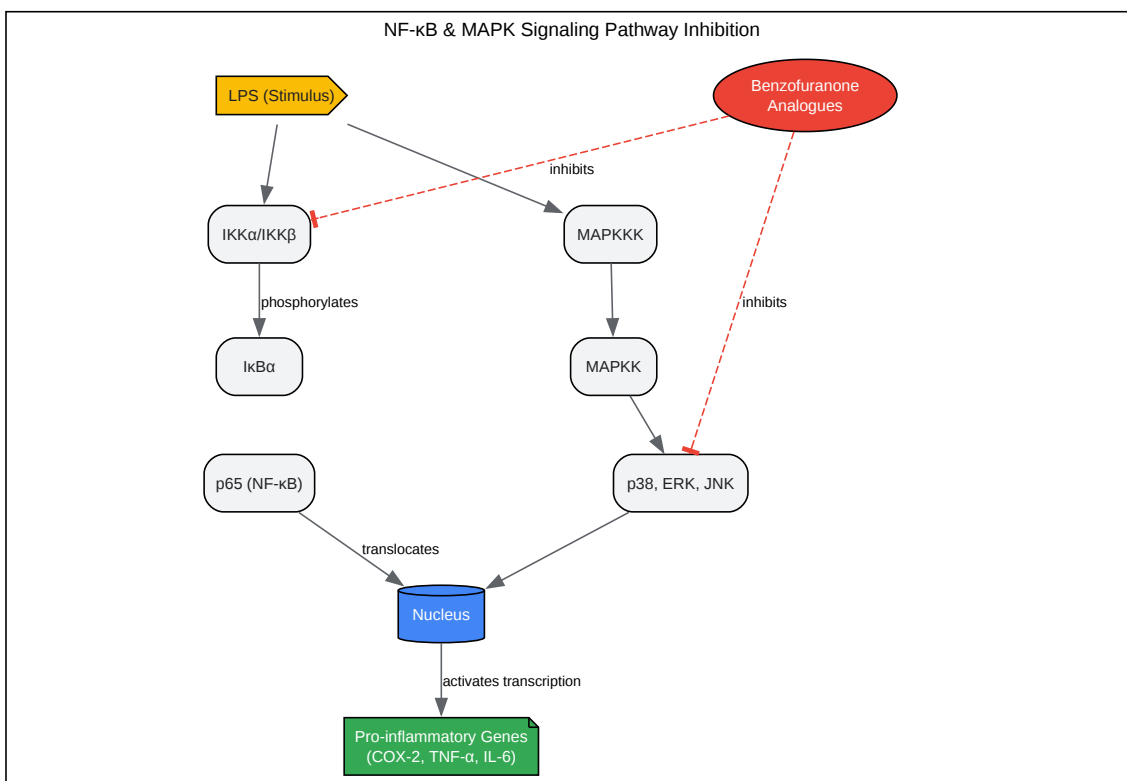 NF-κB & MAPK Signaling Pathway Inhibition
LPS (Stimulus)
Benzofuranone
Analogues
inhibits
IKKα/IKKβ
MAPKKK
phosphorylates
inhibits
IκBα
MAPKK
p65 (NF-κB)
p38, ERK, JNK
translocates
Nucleus
activates transcription
Pro-inflammatory Genes
(COX-2, TNF-α, IL-6)